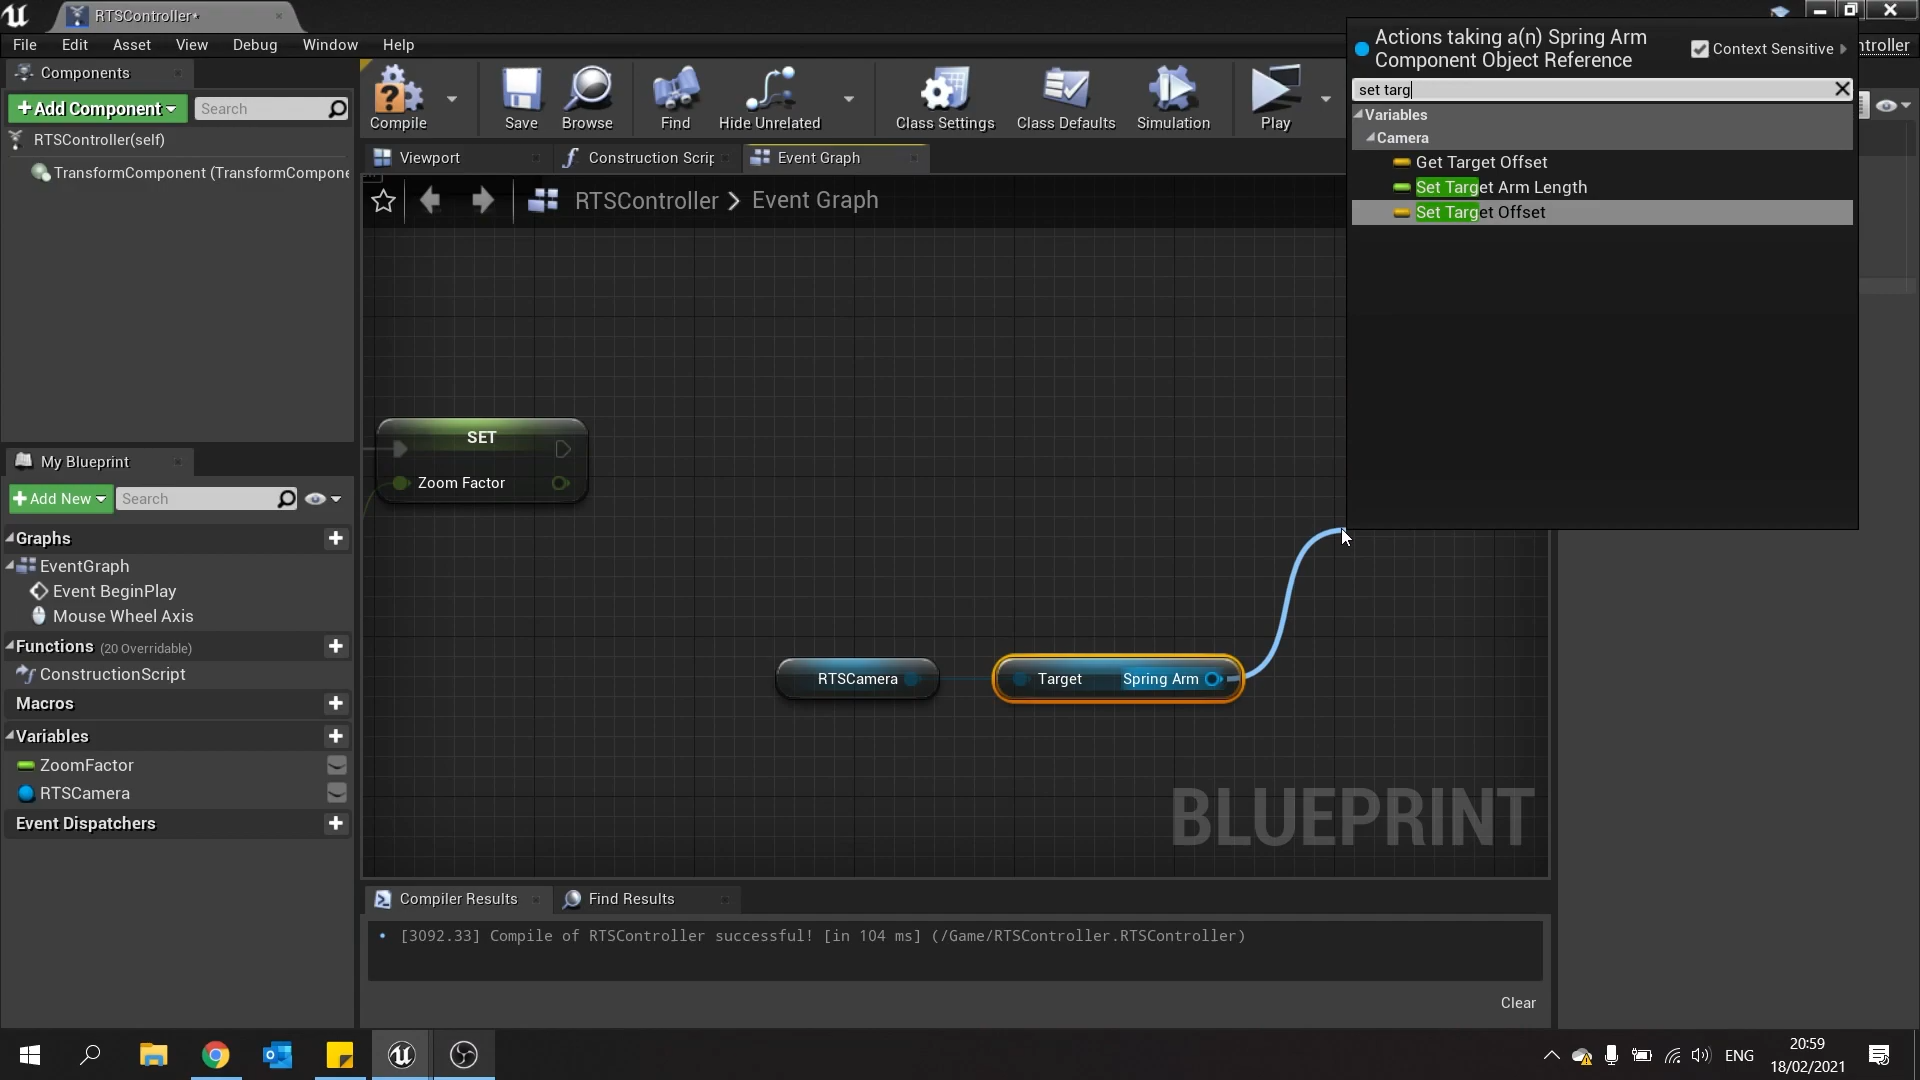 RTSController*
File Edit Asset View Debug Window Help
ntroller
Components
+Add Component
Search
RTSController(self)
TransformComponent (TransformCompone
Compile
Save
Browse
Find
Hide Unrelated
Class Settings
Class Defaults
Simulation
Play
Viewport
Construction Scrip
Event Graph
RTSController > Event Graph
Actions taking a(n) Spring Arm
Component Object Reference
Context Sensitive
set targ
Variables
Camera
Get Target Offset
Set Target Arm Length
Set Target Offset
SET
Zoom Factor
RTSCamera
Target Spring Arm
BLUEPRINT
My Blueprint
+Add New
Search
Graphs
EventGraph
Event BeginPlay
Mouse Wheel Axis
Functions (20 Overridable)
ConstructionScript
Macros
Variables
ZoomFactor
RTSCamera
Event Dispatchers
Compiler Results
Find Results
[3092.33] Compile of RTSController successful! [in 104 ms] (/Game/RTSController.RTSController)
Clear
ENG
20:59
18/02/2021